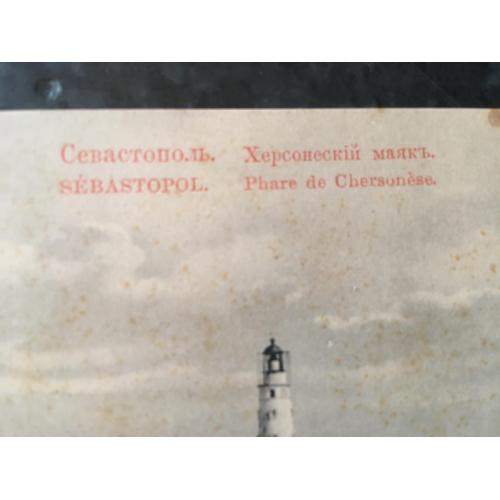 Севастополь. Херсонескій маякъ.
SÉBASTOPOL. Phare de Chersonèse.